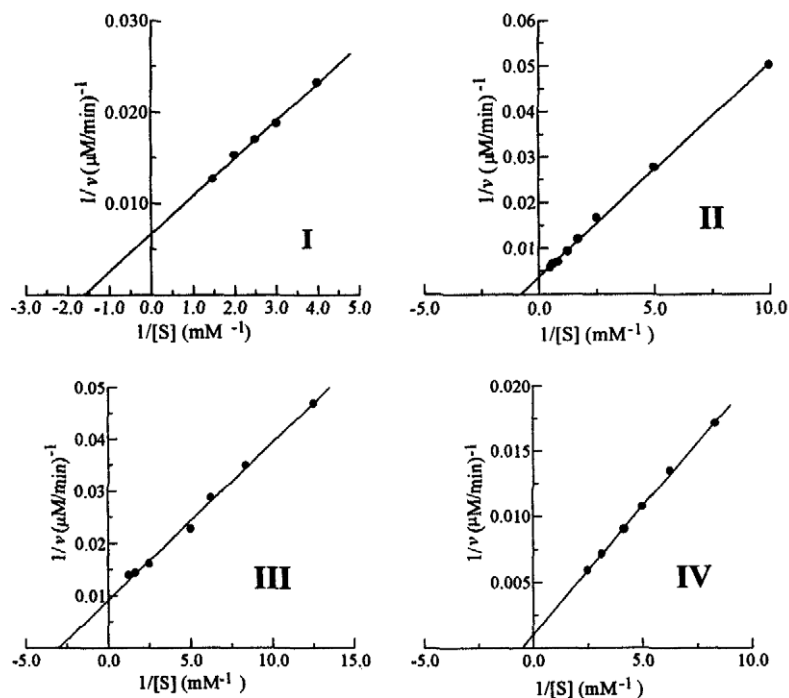 0.030
0.020
0.010
1/v (μM/min)⁻¹
I
-3.0 -2.0 -1.0 0.0 1.0 2.0 3.0 4.0 5.0
1/[S] (mM⁻¹)
0.06
0.05
0.04
0.03
0.02
0.01
1/v (μM/min)⁻¹
II
-5.0 0.0 5.0 10.0
1/[S] (mM⁻¹)
0.05
0.04
0.03
0.02
0.01
1/v (μM/min)⁻¹
III
-5.0 0.0 5.0 10.0 15.0
1/[S] (mM⁻¹)
0.020
0.015
0.010
0.005
1/v (μM/min)⁻¹
IV
-5.0 0.0 5.0 10.0
1/[S] (mM⁻¹)